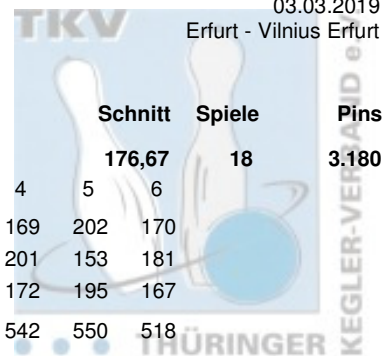 03.03.2019
TKV
Erfurt - Vilnius Erfurt
Schnitt Spiele Pins
176,67 18 3.180
4 5 6
169 202 170
201 153 181
172 195 167
542 550 518
THÜRINGER
KEGLER-VERBAND e.V